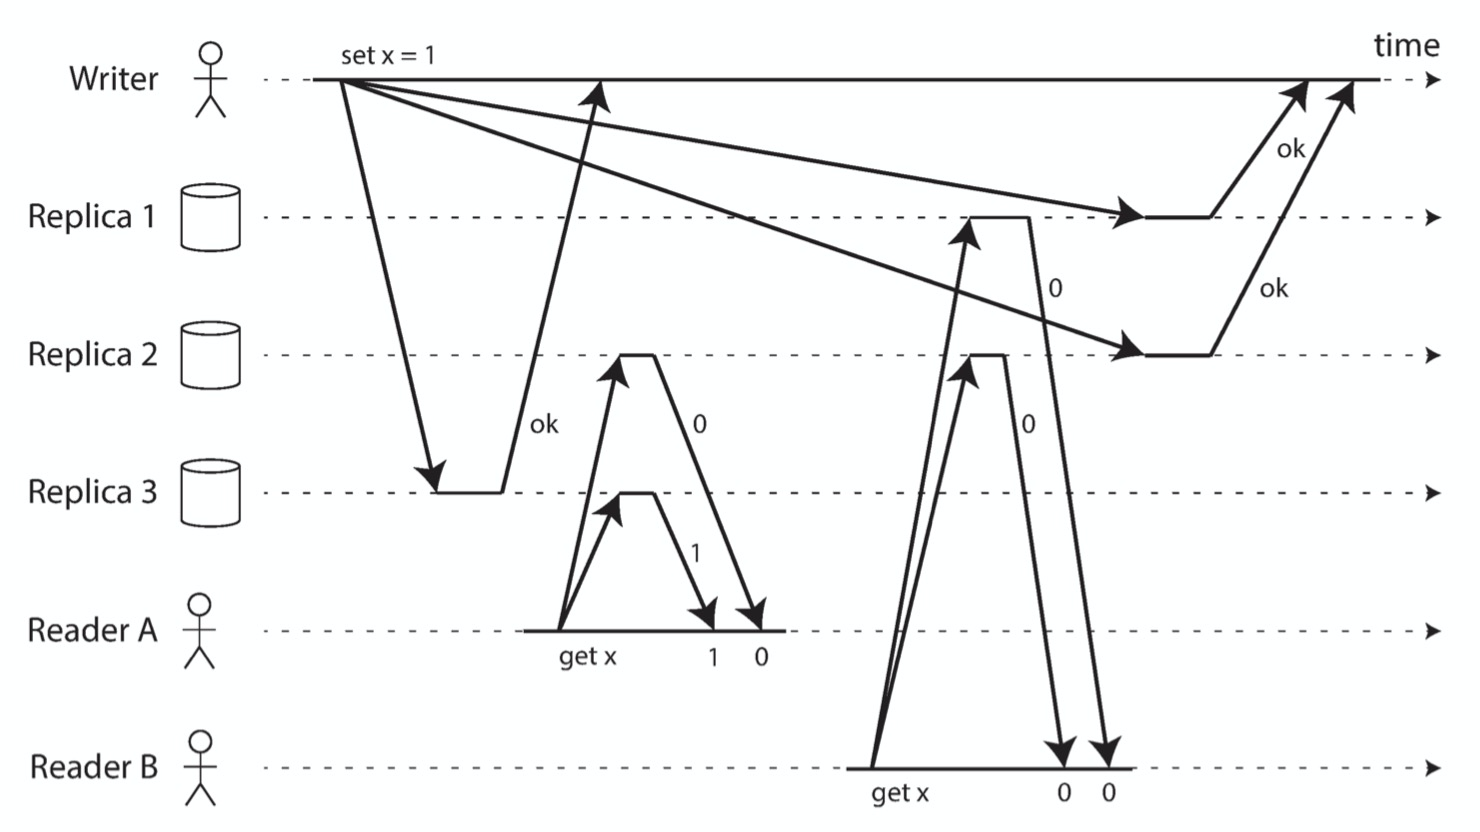 time
set x = 1
Writer
ok
Replica 1
0
ok
Replica 2
ok
0
0
Replica 3
1
Reader A
get x 1 0
Reader B
get x 0 0